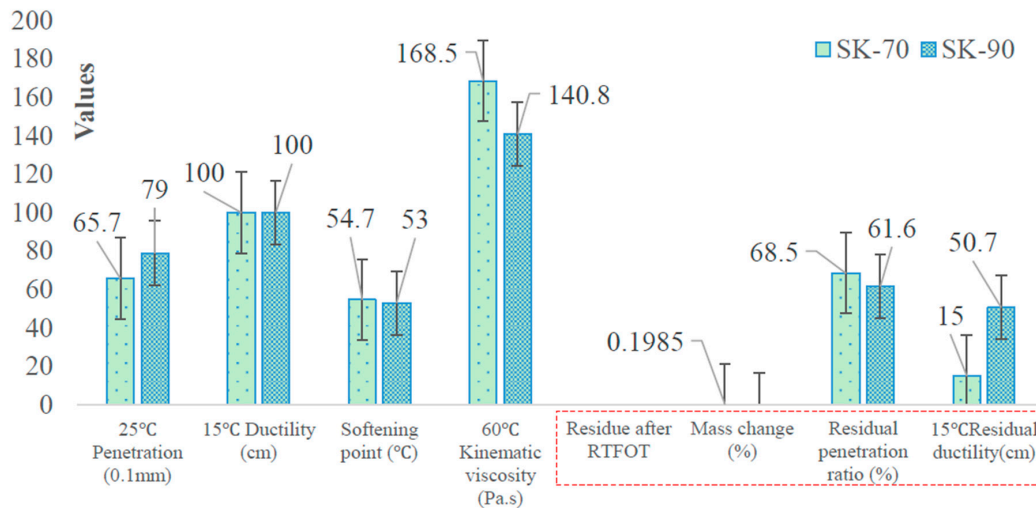 200
180
160
140
120
100
80
60
40
20
0
Values
SK-70
SK-90
65.7
79
100
100
54.7
53
168.5
140.8
0.1985
68.5
61.6
15
50.7
25℃
Penetration
(0.1mm)
15℃ Ductility
(cm)
Softening
point (℃)
60℃
Kinematic
viscosity
(Pa.s)
Residue after
RTFOT
Mass change
(%)
Residual
penetration
ratio (%)
15℃Residual
ductility(cm)